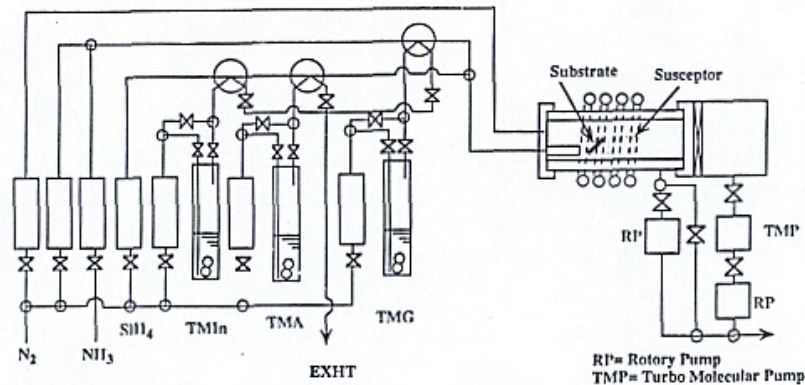 Substrate
Susceptor
RP
TMP
RP
SiH4
TMIn
TMA
TMG
N2
NH3
EXHT
RP= Rotory Pump
TMP= Turbo Molecular Pump